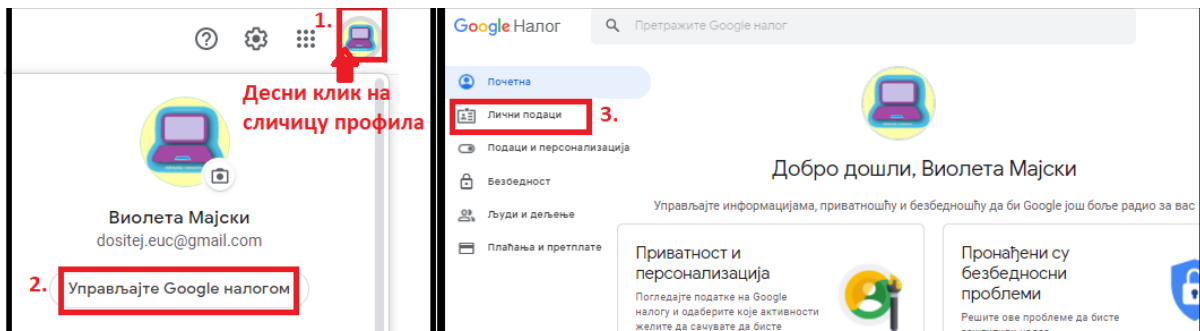 1.
Десни клик на
сличицу профила
Виолета Мајски
dositej.euc@gmail.com
2.
Управљајте Google налогом
Google Налог
Претражите Google налог
Почетна
Лични подаци
3.
Подаци и персонализација
Безбедност
Људи и дељење
Плаћања и претплате
Добро дошли, Виолета Мајски
Управљајте информацијама, приватношћу и безбедношћу да би Google још боље радио за вас
Приватност и
персонализација
Погледајте податке на Google
налогу и одаберите које активности
желите да сачувате да бисте
Пронађени су
безбедносни
проблеми
Решите ове проблеме да бисте